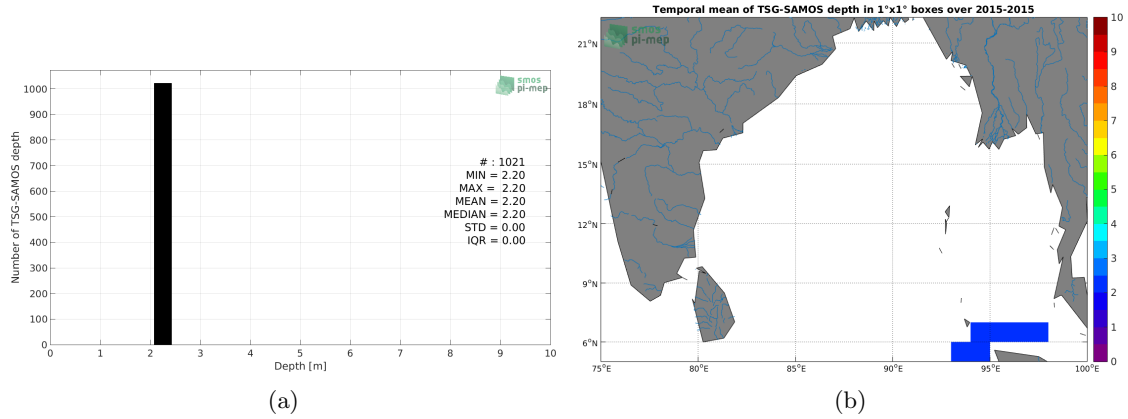 1000
900
800
700
600
500
400
300
200
100
0
Number of TSG-SAMOS depth
smos
pi-mep
# : 1021
MIN = 2.20
MAX = 2.20
MEAN = 2.20
MEDIAN = 2.20
STD = 0.00
IQR = 0.00
0 1 2 3 4 5 6 7 8 9 10
Depth [m]
(a)
Temporal mean of TSG-SAMOS depth in 1°x1° boxes over 2015-2015
smos
pi-mep
21°N
18°N
15°N
12°N
9°N
6°N
75°E 80°E 85°E 90°E 95°E 100°E
10
9
8
7
6
5
4
3
2
1
0
(b)